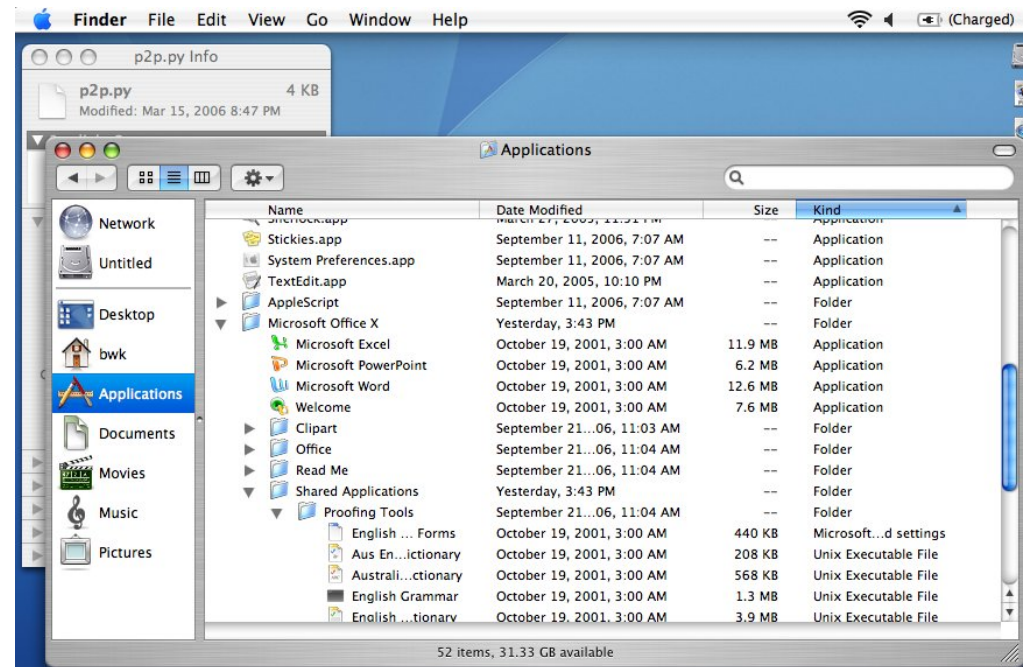 Finder File Edit View Go Window Help (Charged)
p2p.py Info
p2p.py 4 KB
Modified: Mar 15, 2006 8:47 PM
Applications
Name Date Modified Size Kind
Sherlock.app March 27, 2005, 11:51 PM -- Application
Stickies.app September 11, 2006, 7:07 AM -- Application
System Preferences.app September 11, 2006, 7:07 AM -- Application
TextEdit.app March 20, 2005, 10:10 PM -- Application
AppleScript September 11, 2006, 7:07 AM -- Folder
Microsoft Office X Yesterday, 3:43 PM -- Folder
Microsoft Excel October 19, 2001, 3:00 AM 11.9 MB Application
Microsoft PowerPoint October 19, 2001, 3:00 AM 6.2 MB Application
Microsoft Word October 19, 2001, 3:00 AM 12.6 MB Application
Welcome October 19, 2001, 3:00 AM 7.6 MB Application
Clipart September 21...06, 11:03 AM -- Folder
Office September 21...06, 11:04 AM -- Folder
Read Me September 21...06, 11:04 AM -- Folder
Shared Applications Yesterday, 3:43 PM -- Folder
Proofing Tools September 21...06, 11:04 AM -- Folder
English ... Forms October 19, 2001, 3:00 AM 440 KB Microsoft...d settings
Aus En...ictionary October 19, 2001, 3:00 AM 208 KB Unix Executable File
Australi...ctionary October 19, 2001, 3:00 AM 568 KB Unix Executable File
English Grammar October 19, 2001, 3:00 AM 1.3 MB Unix Executable File
English ...tionary October 19, 2001, 3:00 AM 3.9 MB Unix Executable File
Network
Untitled
Desktop
bwk
Applications
Documents
Movies
Music
Pictures
52 items, 31.33 GB available